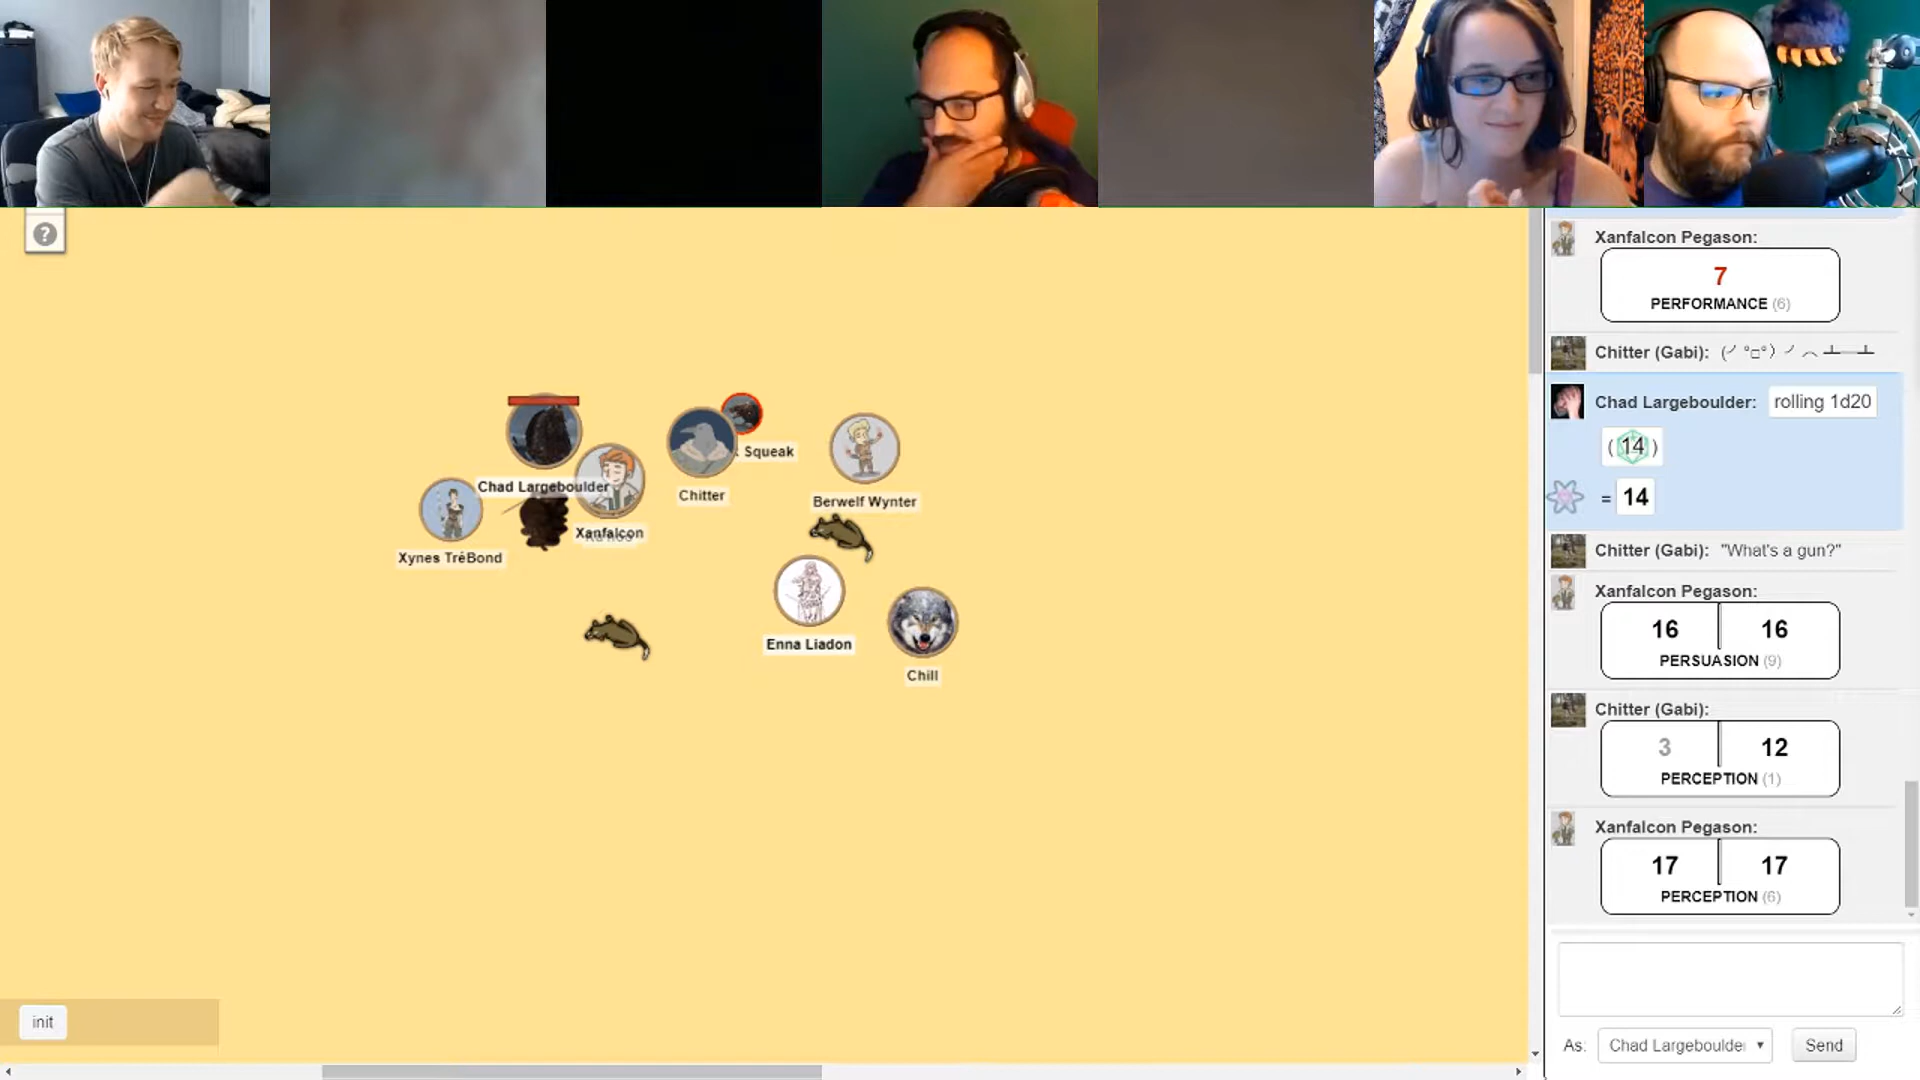 ?
Squeak
Chitter
Berwelf Wynter
Chad Largeboulder
Xanfalcon
Xynes TréBond
Enna Liadon
Chill
init
Xanfalcon Pegason:
7
PERFORMANCE (6)
Chitter (Gabi): (╯°□°)╯︵ ┻━┻
Chad Largeboulder: rolling 1d20
(14)
= 14
Chitter (Gabi): "What's a gun?"
Xanfalcon Pegason:
16 16
PERSUASION (9)
Chitter (Gabi):
3 12
PERCEPTION (1)
Xanfalcon Pegason:
17 17
PERCEPTION (6)
As: Chad Largeboulde
Send